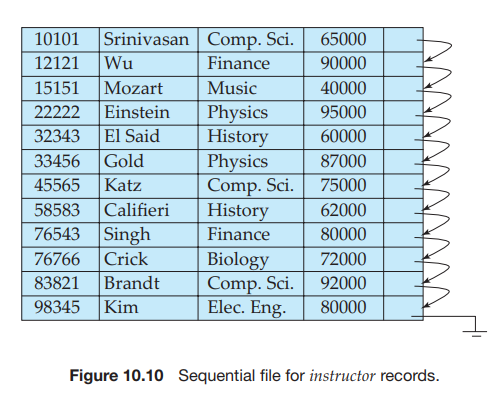 10101 Srinivasan Comp. Sci. 65000
12121 Wu Finance 90000
15151 Mozart Music 40000
22222 Einstein Physics 95000
32343 El Said History 60000
33456 Gold Physics 87000
45565 Katz Comp. Sci. 75000
58583 Califieri History 62000
76543 Singh Finance 80000
76766 Crick Biology 72000
83821 Brandt Comp. Sci. 92000
98345 Kim Elec. Eng. 80000
Figure 10.10 Sequential file for instructor records.